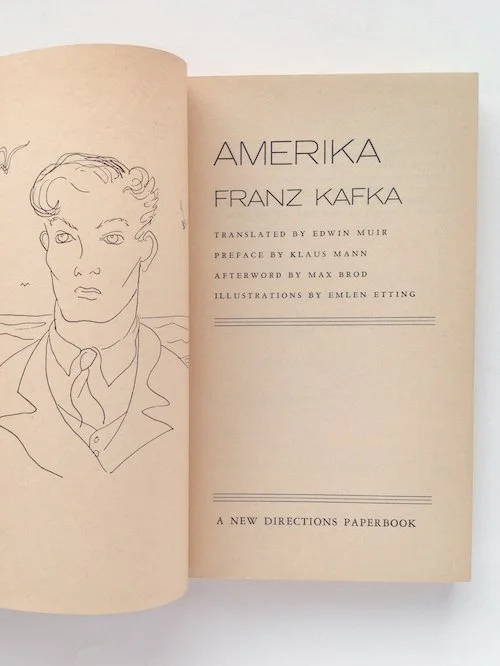 AMERIKA
FRANZ KAFKA
TRANSLATED BY EDWIN MUIR
PREFACE BY KLAUS MANN
AFTERWORD BY MAX BROD
ILLUSTRATIONS BY EMLEN ETTING
A NEW DIRECTIONS PAPERBOOK